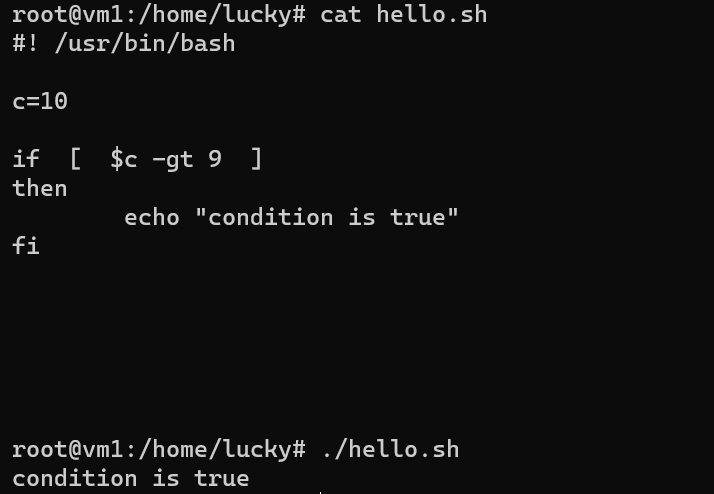 root@vm1:/home/lucky# cat hello.sh
#! /usr/bin/bash
c=10
if  [  $c -gt 9  ]
then
        echo "condition is true"
fi
root@vm1:/home/lucky# ./hello.sh
condition is true